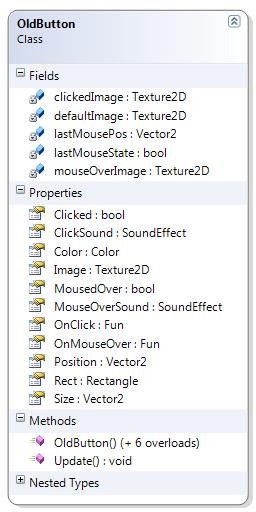 OldButton
Class
Fields
clickedImage : Texture2D
defaultImage : Texture2D
lastMousePos : Vector2
lastMouseState : bool
mouseOverImage : Texture2D
Properties
Clicked : bool
ClickSound : SoundEffect
Color : Color
Image : Texture2D
MousedOver : bool
MouseOverSound : SoundEffect
OnClick : Fun
OnMouseOver : Fun
Position : Vector2
Rect : Rectangle
Size : Vector2
Methods
OldButton() (+ 6 overloads)
Update() : void
Nested Types